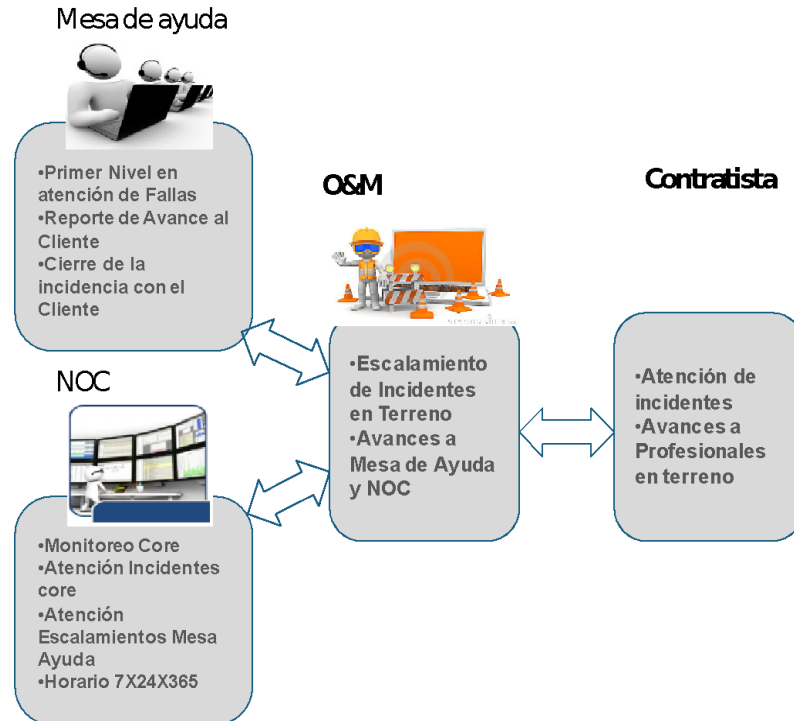 Mesa de ayuda
•Primer Nivel en
atención de Fallas
•Reporte de Avance al
Cliente
•Cierre de la
incidencia con el
Cliente
NOC
•Monitoreo Core
•Atención Incidentes
core
•Atención
Escalamientos Mesa
Ayuda
•Horario 7X24X365
O&M
•Escalamiento
de Incidentes
en Terreno
•Avances a
Mesa de Ayuda
y NOC
Contratista
•Atención de
incidentes
•Avances a
Profesionales
en terreno